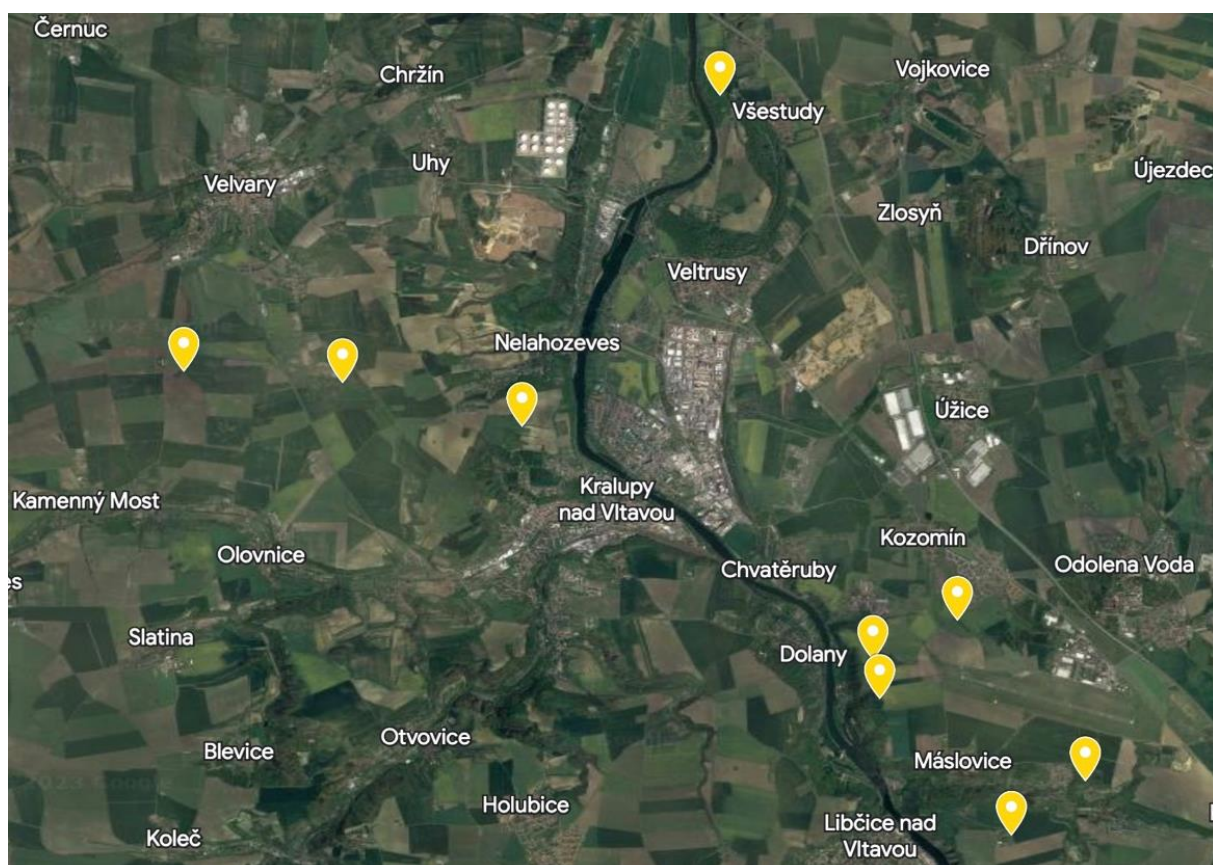 Černuc
Chržín
Vojkovice
Všestudy
Uhy
Újezdec
Velvary
Zlosyň
Dřínov
Veltrusy
Nelahozeves
Úžice
Kralupy
nad Vltavou
Kamenný Most
Kozomín
Olovnice
Odolena Voda
Chvatěruby
es
Slatina
Dolany
Otvovice
Blevice
Máslovice
Holubice
Libčice nad
Vltavou
Koleč